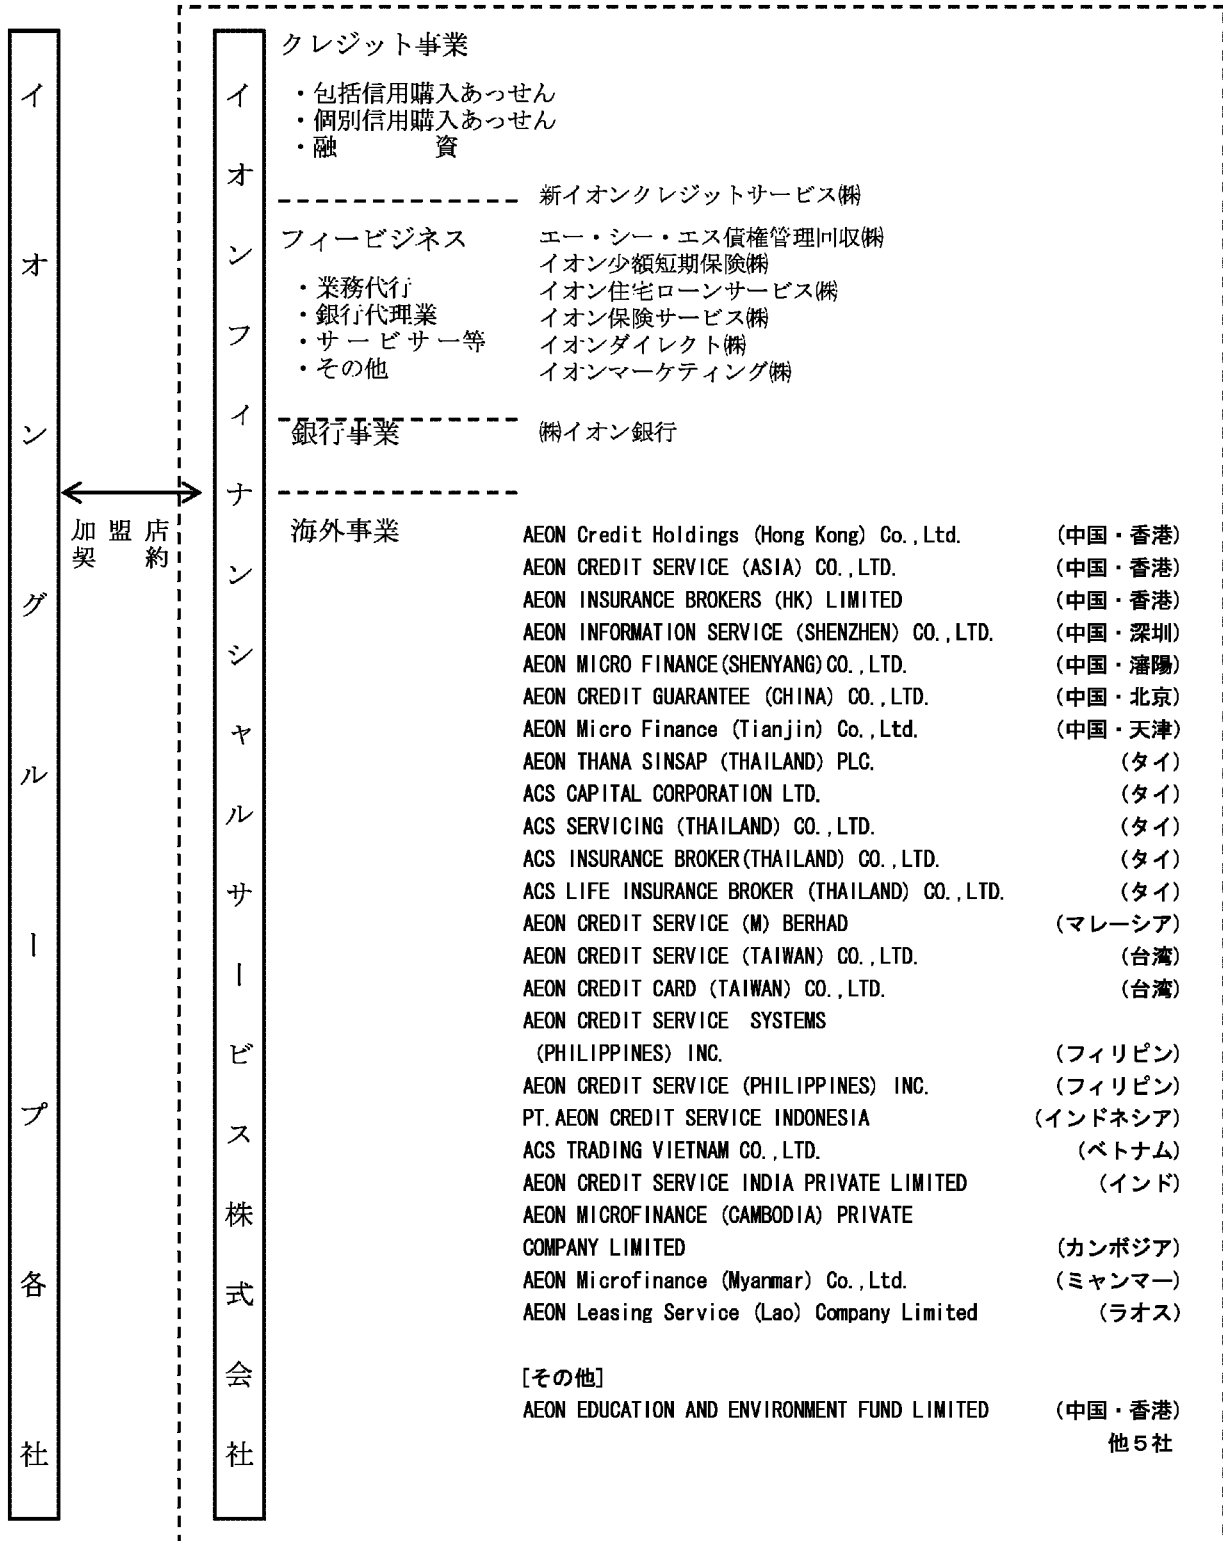 イオングループ各社
加盟店
契約
イオンフィナンシャルサービス株式会社
クレジット事業
・包括信用購入あっせん
・個別信用購入あっせん
・融資
新イオンクレジットサービス㈱
フィービジネス
エー・シー・エス債権管理回収㈱
イオン少額短期保険㈱
・業務代行
イオン住宅ローンサービス㈱
・銀行代理業
イオン保険サービス㈱
・サービサー等
イオンダイレクト㈱
・その他
イオンマーケティング㈱
銀行事業
㈱イオン銀行
海外事業
AEON Credit Holdings (Hong Kong) Co.,Ltd. (中国・香港)
AEON CREDIT SERVICE (ASIA) CO.,LTD. (中国・香港)
AEON INSURANCE BROKERS (HK) LIMITED (中国・香港)
AEON INFORMATION SERVICE (SHENZHEN) CO.,LTD. (中国・深圳)
AEON MICRO FINANCE(SHENYANG)CO.,LTD. (中国・瀋陽)
AEON CREDIT GUARANTEE (CHINA) CO.,LTD. (中国・北京)
AEON Micro Finance (Tianjin) Co.,Ltd. (中国・天津)
AEON THANA SINSAP (THAILAND) PLC. (タイ)
ACS CAPITAL CORPORATION LTD. (タイ)
ACS SERVICING (THAILAND) CO.,LTD. (タイ)
ACS INSURANCE BROKER(THAILAND) CO.,LTD. (タイ)
ACS LIFE INSURANCE BROKER (THAILAND) CO.,LTD. (タイ)
AEON CREDIT SERVICE (M) BERHAD (マレーシア)
AEON CREDIT SERVICE (TAIWAN) CO.,LTD. (台湾)
AEON CREDIT CARD (TAIWAN) CO.,LTD. (台湾)
AEON CREDIT SERVICE SYSTEMS
(PHILIPPINES) INC. (フィリピン)
AEON CREDIT SERVICE (PHILIPPINES) INC. (フィリピン)
PT.AEON CREDIT SERVICE INDONESIA (インドネシア)
ACS TRADING VIETNAM CO.,LTD. (ベトナム)
AEON CREDIT SERVICE INDIA PRIVATE LIMITED (インド)
AEON MICROFINANCE (CAMBODIA) PRIVATE
COMPANY LIMITED (カンボジア)
AEON Microfinance (Myanmar) Co.,Ltd. (ミャンマー)
AEON Leasing Service (Lao) Company Limited (ラオス)
[その他]
AEON EDUCATION AND ENVIRONMENT FUND LIMITED (中国・香港)
他5社